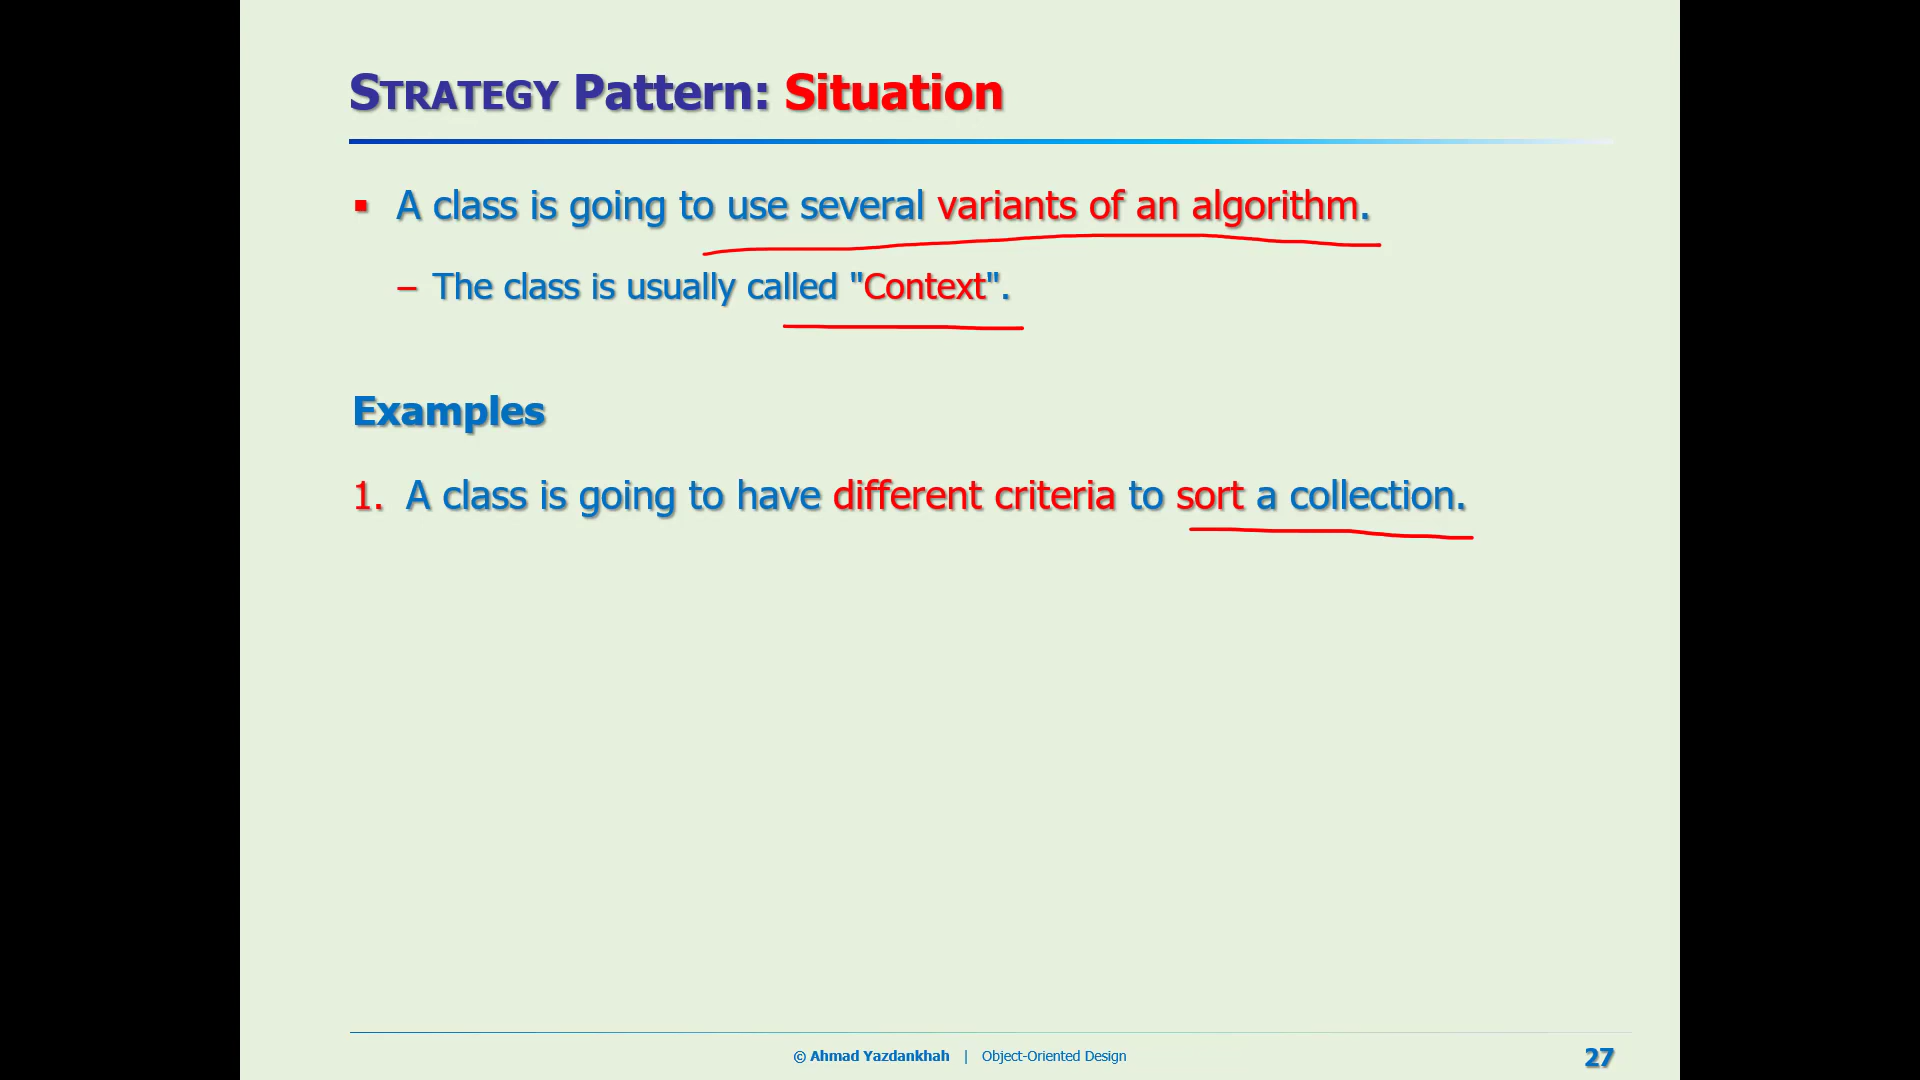 STRATEGY Pattern: Situation
▪ A class is going to use several variants of an algorithm.
– The class is usually called "Context".
Examples
1. A class is going to have different criteria to sort a collection.
© Ahmad Yazdankhah | Object-Oriented Design
27